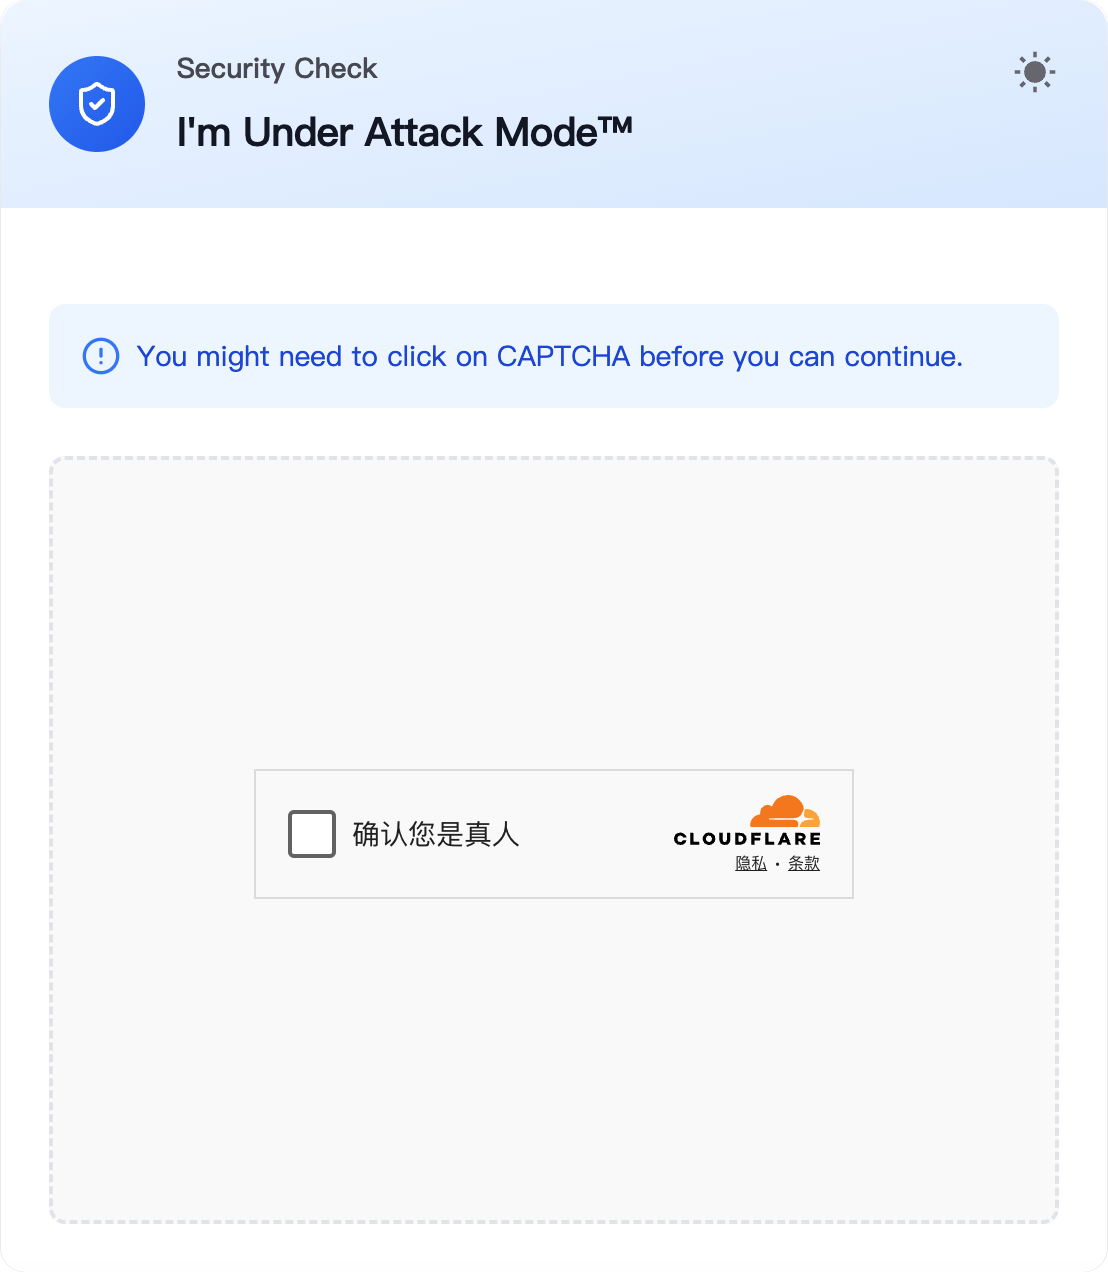 Security Check
I'm Under Attack Mode™
You might need to click on CAPTCHA before you can continue.
确认您是真人
CLOUDFLARE
隐私 · 条款